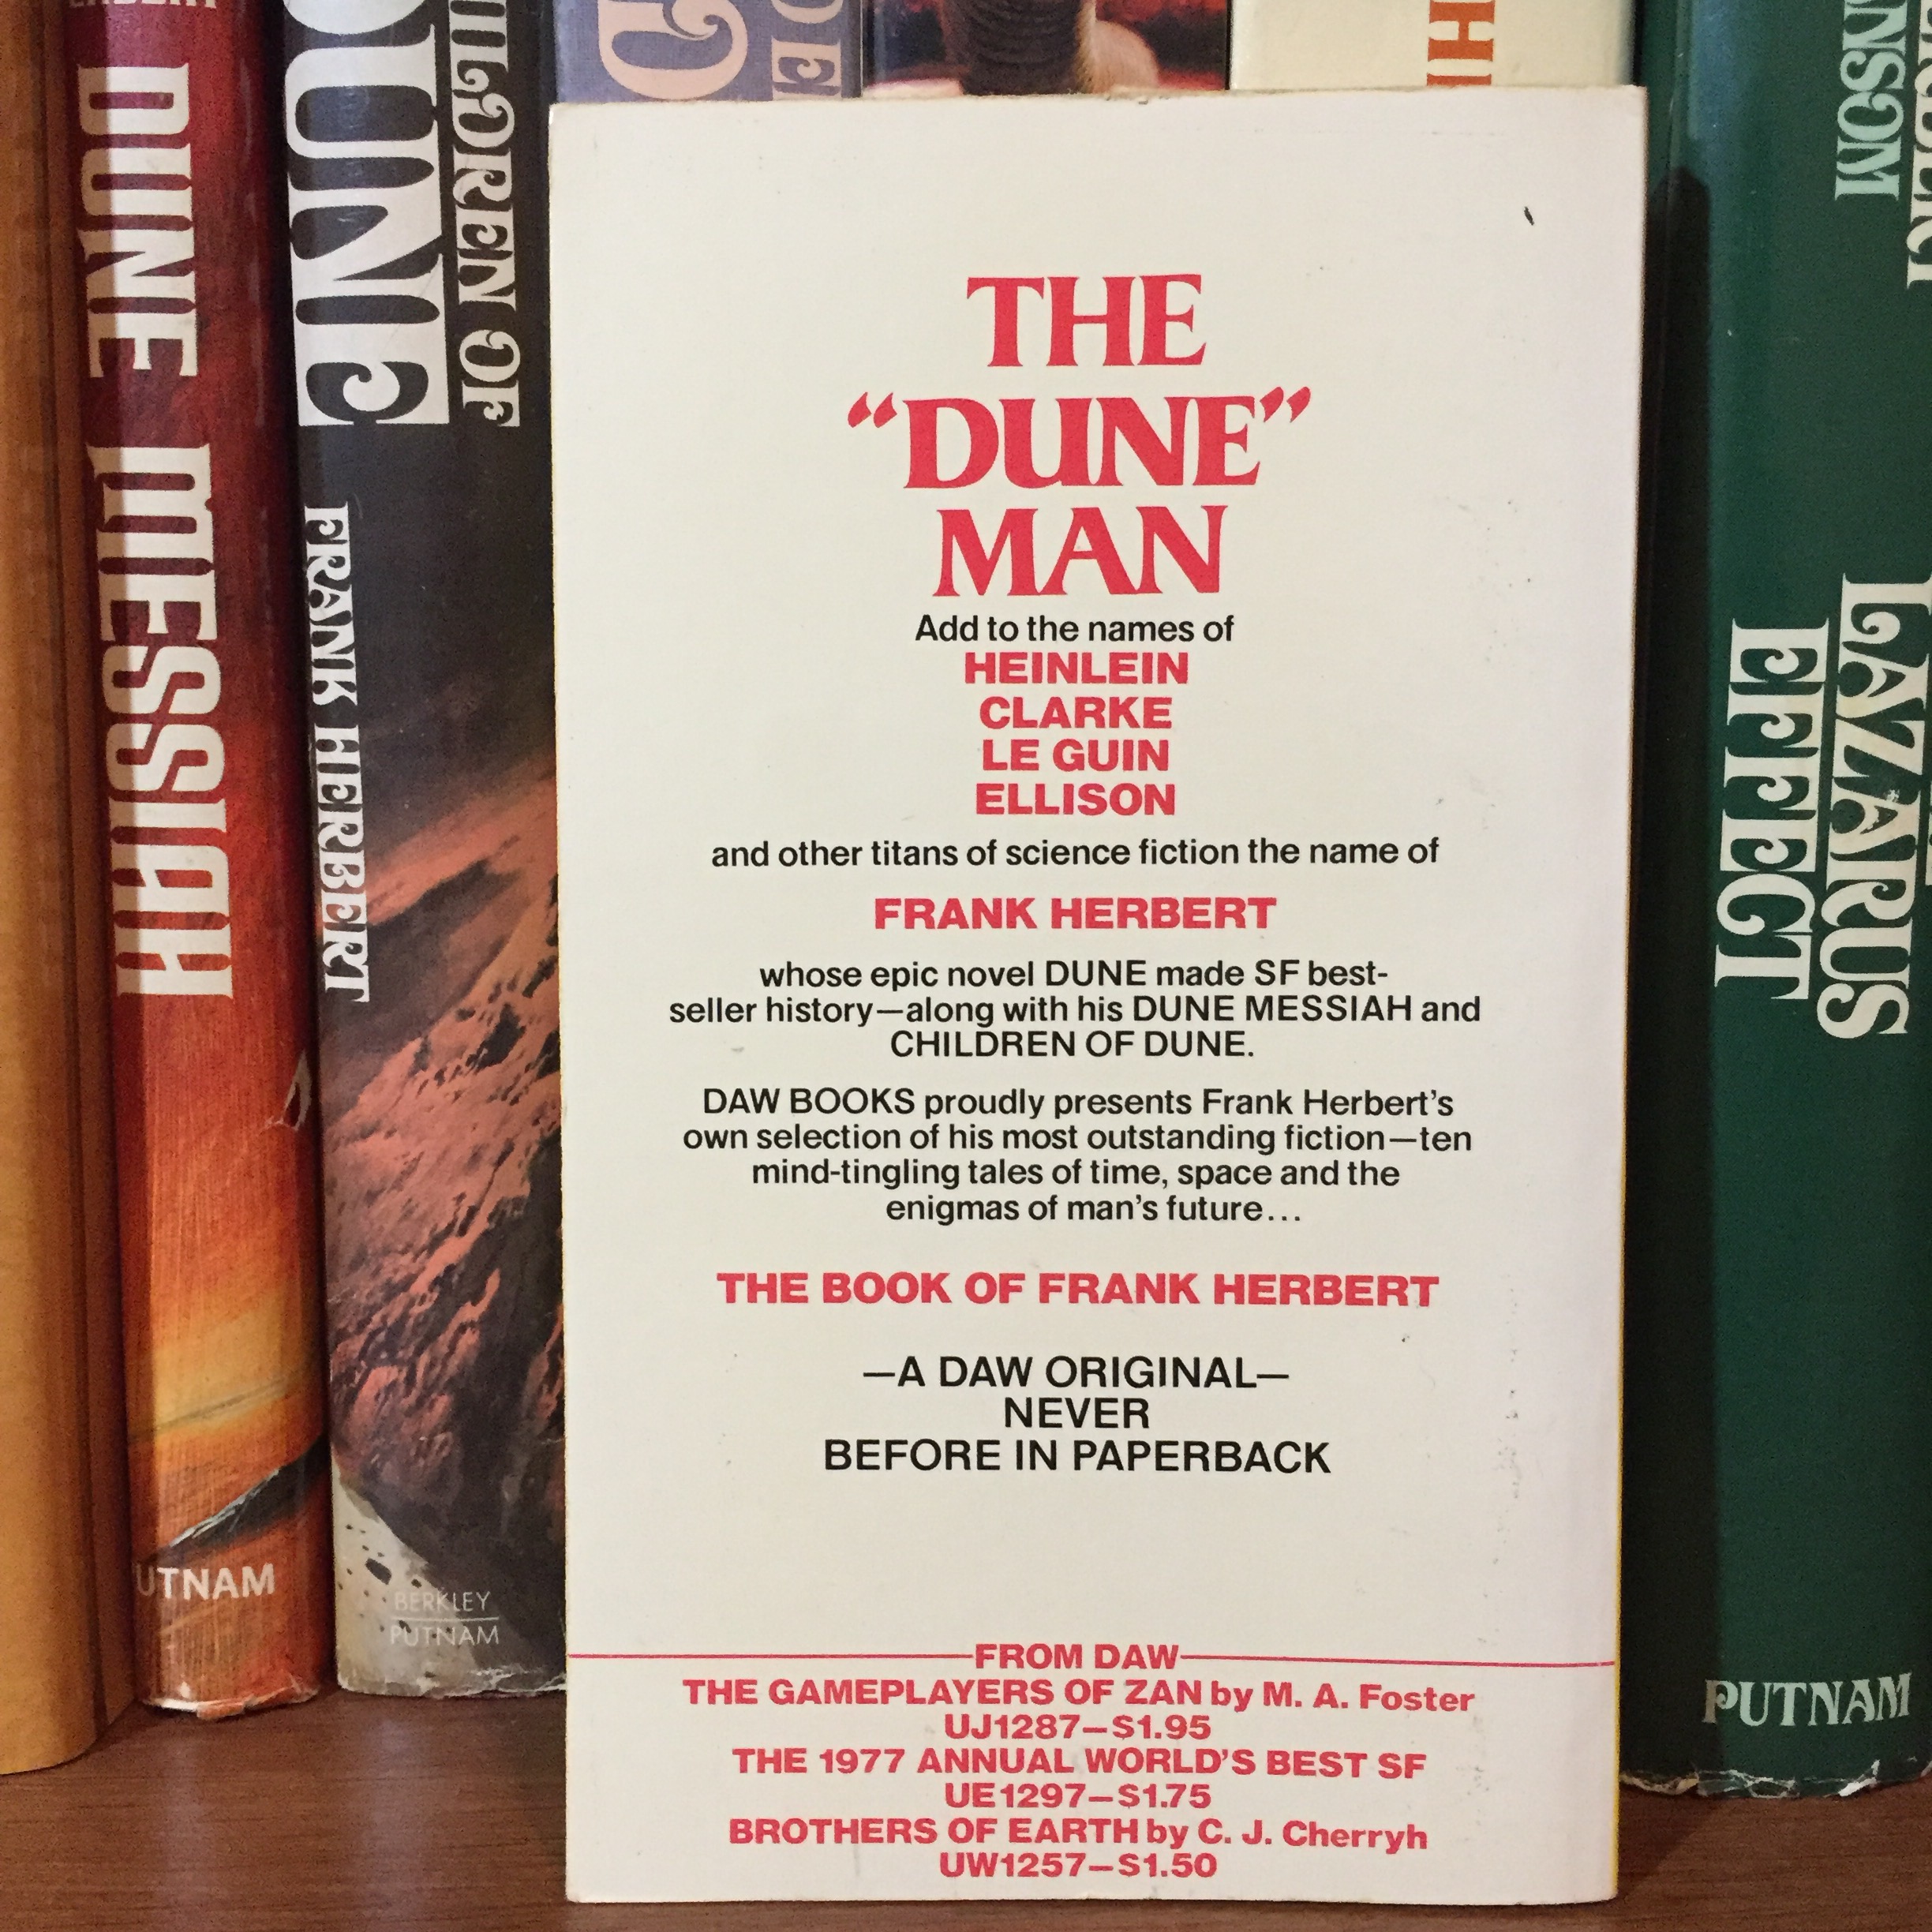 DUNE MESSIAH
UTNAM
DUNE
FRANK HERBERT
BERKLEY
PUTNAM
THE
“DUNE”
MAN
Add to the names of
HEINLEIN
CLARKE
LE GUIN
ELLISON
and other titans of science fiction the name of
FRANK HERBERT
whose epic novel DUNE made SF best-
seller history—along with his DUNE MESSIAH and
CHILDREN OF DUNE.
DAW BOOKS proudly presents Frank Herbert’s
own selection of his most outstanding fiction—ten
mind-tingling tales of time, space and the
enigmas of man’s future...
THE BOOK OF FRANK HERBERT
—A DAW ORIGINAL—
NEVER
BEFORE IN PAPERBACK
FROM DAW
THE GAMEPLAYERS OF ZAN by M. A. Foster
UJ1287—$1.95
THE 1977 ANNUAL WORLD’S BEST SF
UE1297—$1.75
BROTHERS OF EARTH by C. J. Cherryh
UW1257—$1.50
LAZARUS
EFFECT
PUTNAM